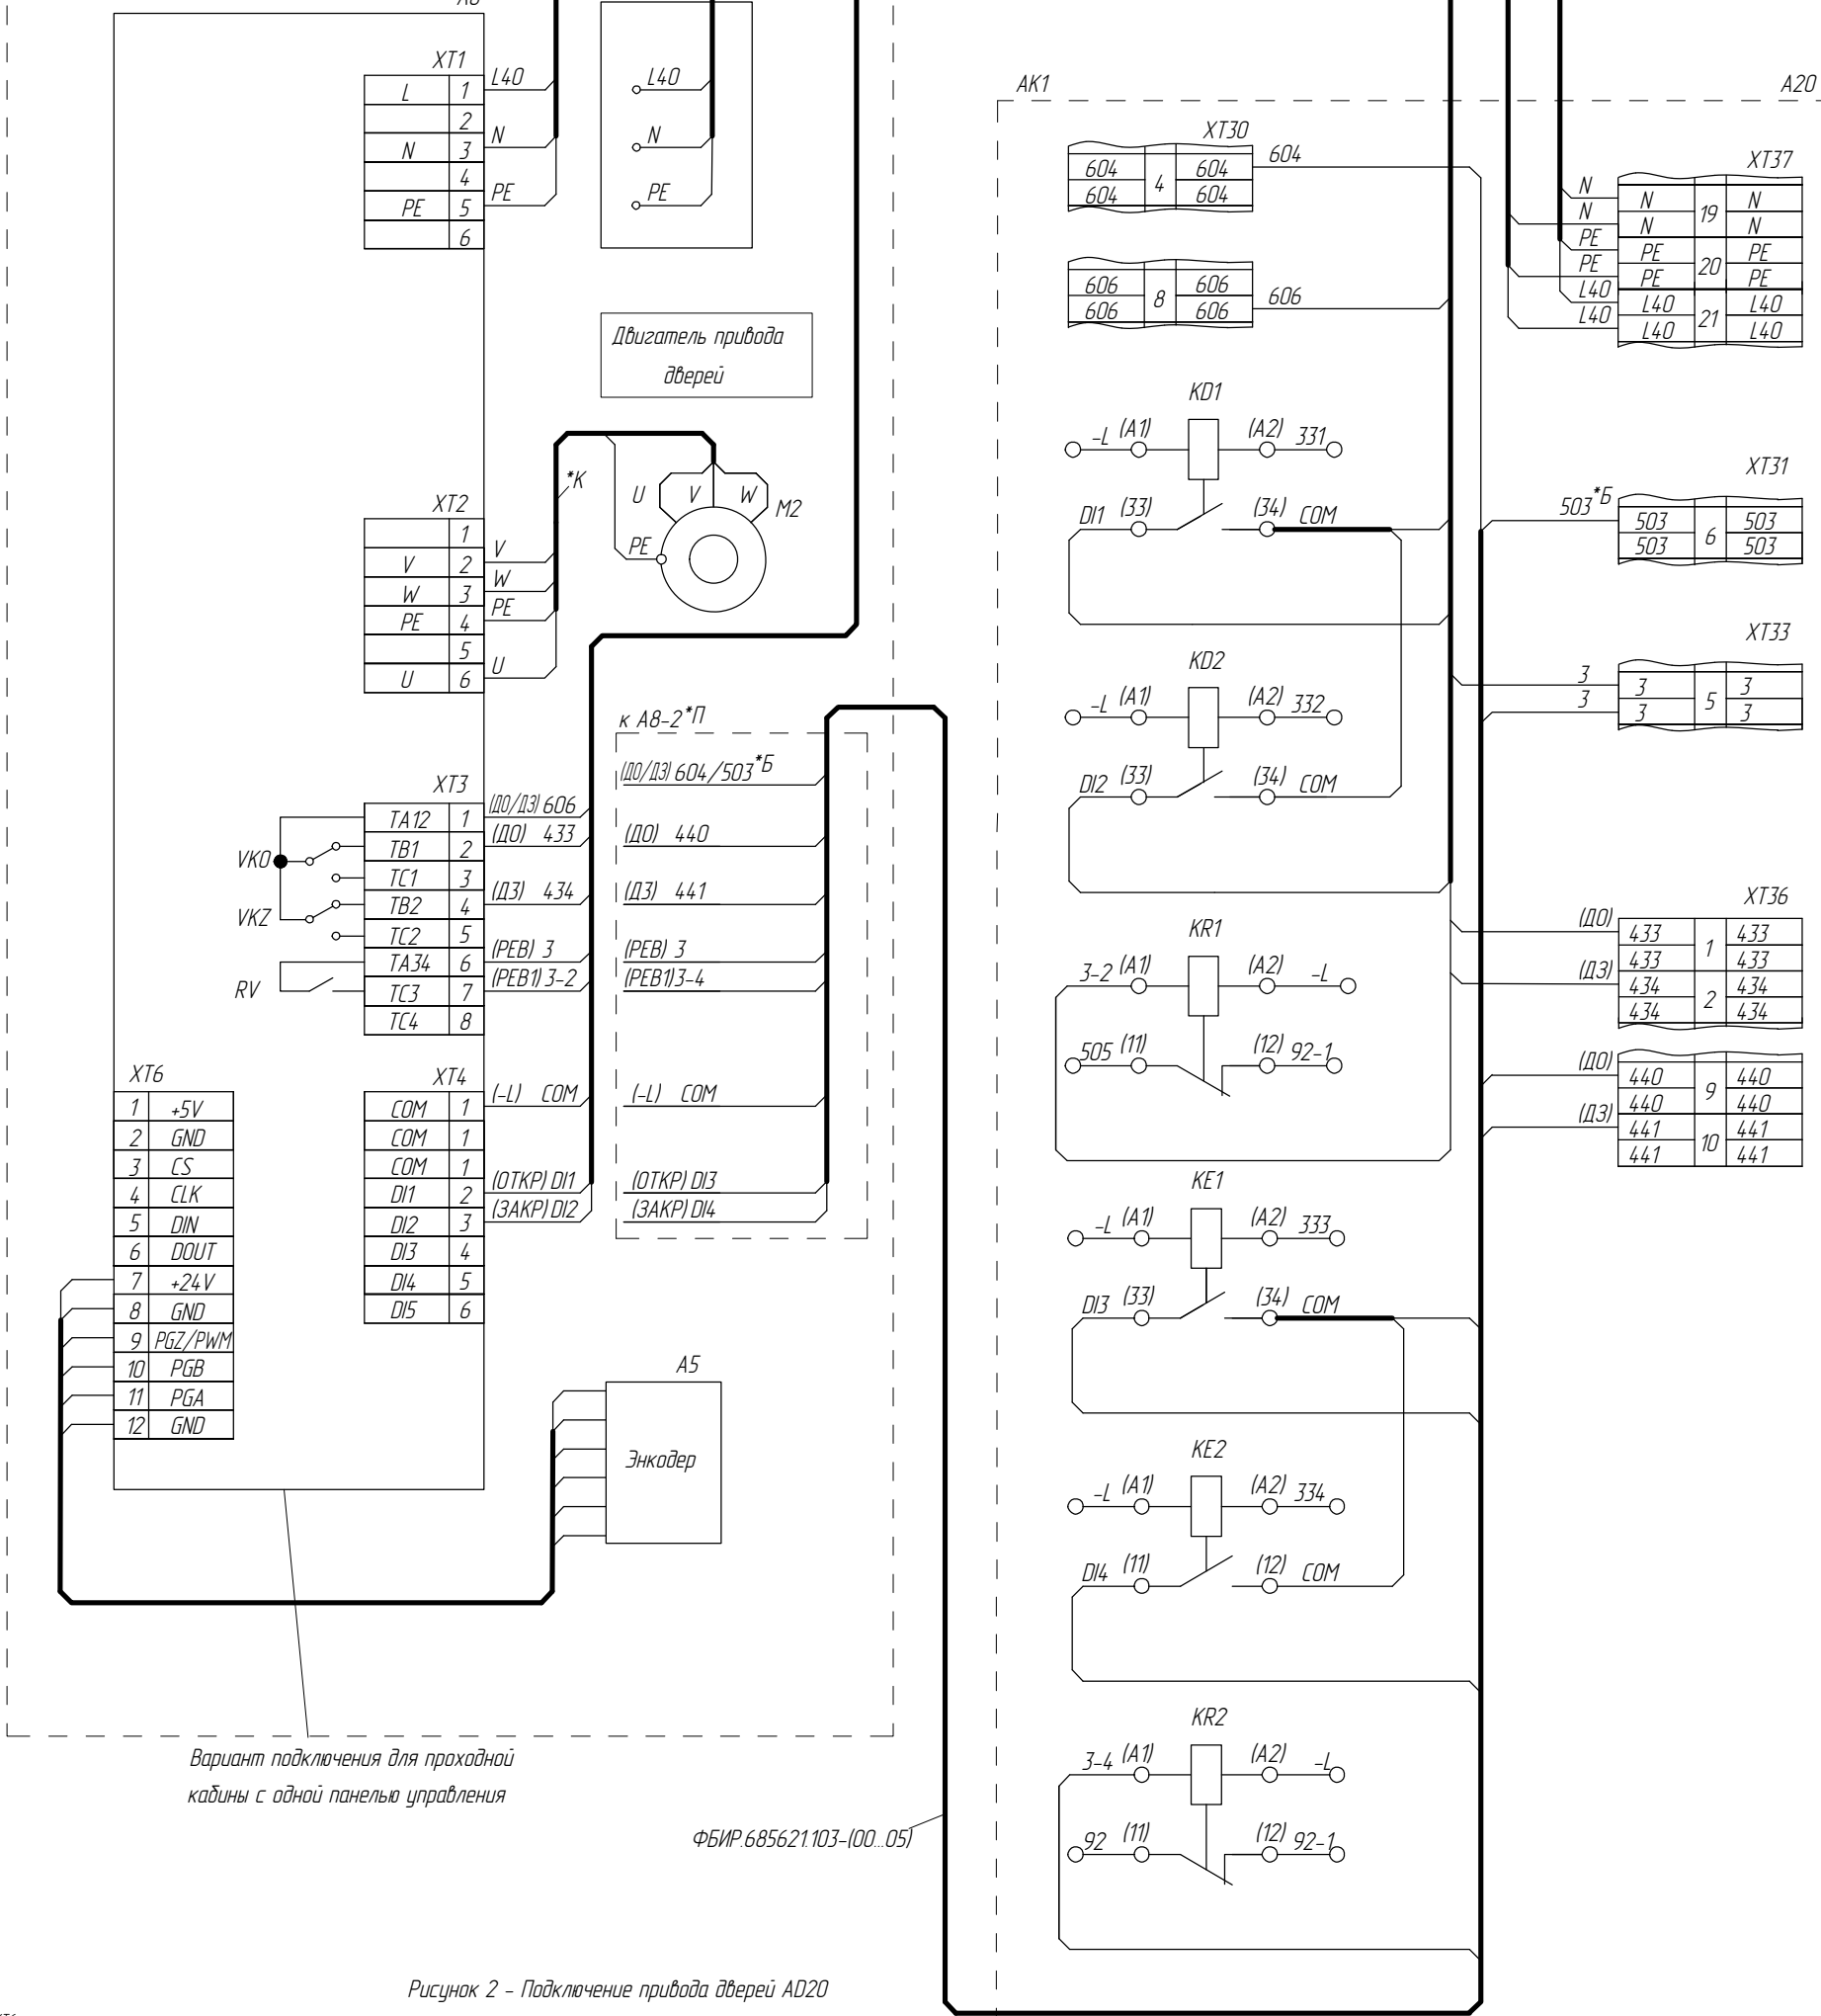 XT1
L 1 L40
2
N 3 N
4
PE 5 PE
6
L40
N
PE
Двигатель привода
дверей
*К
U V W
M2
PE
XT2
1
V 2 V
W 3 W
PE 4 PE
5
U 6 U
к А8-2*П
(ДО/ДЗ) 604/503*Б
(ДО) 440
(ДЗ) 441
(РЕВ) 3
(РЕВ1)3-4
(-L) COM
(ОТКР) DI3
(ЗАКР) DI4
XT3
TA12 1 (ДО/ДЗ) 606
TB1 2 (ДО) 433
TC1 3
TB2 4 (ДЗ) 434
TC2 5
TA34 6 (РЕВ) 3
TC3 7 (РЕВ1) 3-2
TC4 8
VKO
VKZ
RV
XT6
1 +5V
2 GND
3 CS
4 CLK
5 DIN
6 DOUT
7 +24V
8 GND
9 PGZ/PWM
10 PGB
11 PGA
12 GND
XT4
COM 1 (-L) COM
COM 1
COM 1
DI1 2 (ОТКР) DI1
DI2 3 (ЗАКР) DI2
DI3 4
DI4 5
DI5 6
A5
Энкодер
Вариант подключения для проходной
кабины с одной панелью управления
ФБИР.685621.103-(00...05)
Рисунок 2 - Подключение привода дверей AD20
AK1
A20
XT30
604 4 604 604
604 604
606 8 606 606
606 606
KD1
-L (A1) (A2) 331
DI1 (33) (34) COM
KD2
-L (A1) (A2) 332
DI2 (33) (34) COM
KR1
3-2 (A1) (A2) -L
505 (11) (12) 92-1
KE1
-L (A1) (A2) 333
DI3 (33) (34) COM
KE2
-L (A1) (A2) 334
DI4 (11) (12) COM
KR2
3-4 (A1) (A2) -L
92 (11) (12) 92-1
XT37
N N 19 N
N N N
PE PE 20 PE
PE PE PE
L40 L40 21 L40
L40 L40 L40
XT31
503*Б 503 6 503
503 503
XT33
3 3 5 3
3 3 3
XT36
(ДО) 433 1 433
433 433
(ДЗ) 434 2 434
434 434
(ДО) 440 9 440
440 440
(ДЗ) 441 10 441
441 441